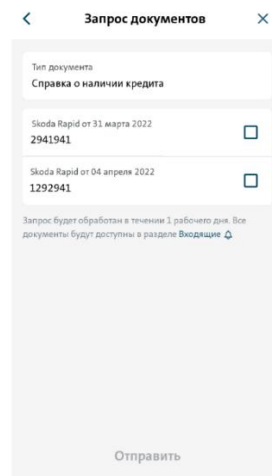 Запрос документов
Тип документа
Справка о наличии кредита
Skoda Rapid от 31 марта 2022
2941941
Skoda Rapid от 04 апреля 2022
1292941
Запрос будет обработан в течении 1 рабочего дня. Все
документы будут доступны в разделе Входящие
Отправить